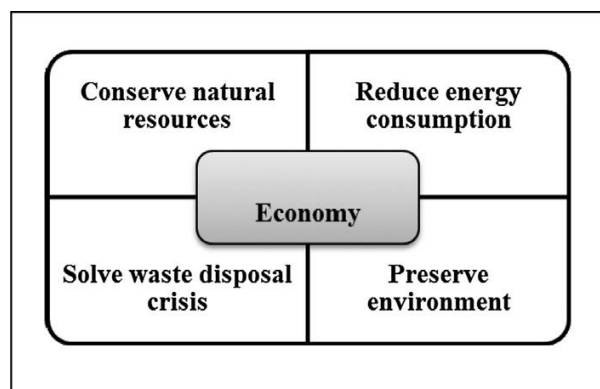 Conserve natural
resources
Reduce energy
consumption
Economy
Solve waste disposal
crisis
Preserve
environment